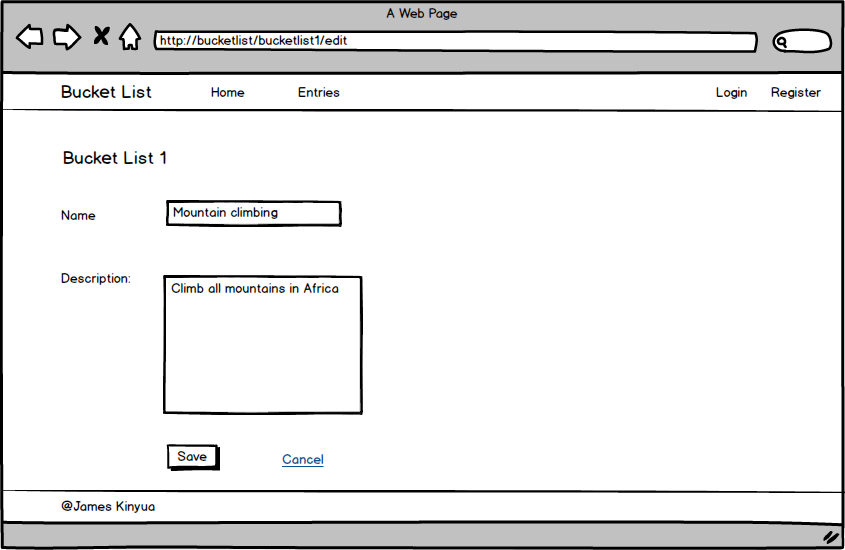 A Web Page
http://bucketlist/bucketlist1/edit
Bucket List Home Entries Login Register
Bucket List 1
Name Mountain climbing
Description: Climb all mountains in Africa
Save Cancel
@James Kinyua